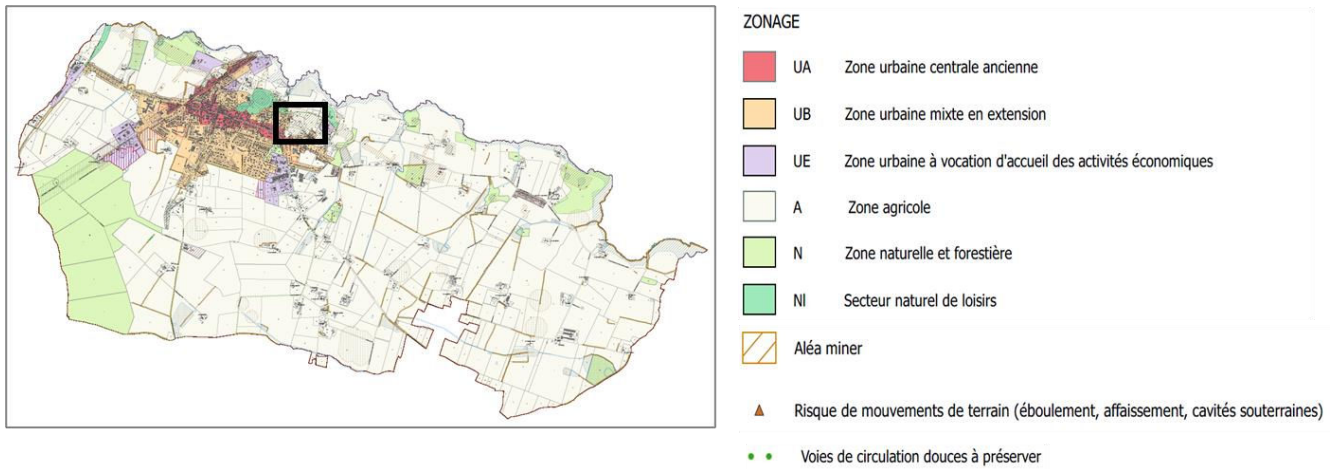 ZONAGE
UA Zone urbaine centrale ancienne
UB Zone urbaine mixte en extension
UE Zone urbaine à vocation d'accueil des activités économiques
A Zone agricole
N Zone naturelle et forestière
Nl Secteur naturel de loisirs
Aléa miner
Risque de mouvements de terrain (éboulement, affaissement, cavités souterraines)
Voies de circulation douces à préserver